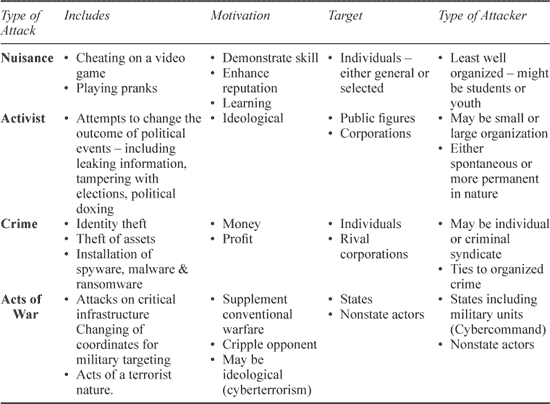 Type of Attack | Includes | Motivation | Target | Type of Attacker
Nuisance | • Cheating on a video game | • Demonstrate skill | • Individuals – either general or selected | • Least well organized – might be students or youth
• Playing pranks | • Enhance reputation
• Learning
Activist | • Attempts to change the outcome of political events – including leaking information, tampering with elections, political doxing | • Ideological | • Public figures | • May be small or large organization
• Corporations | • Either spontaneous or more permanent in nature
Crime | • Identity theft | • Money | • Individuals | • May be individual or criminal syndicate
• Theft of assets | • Profit | • Rival corporations
• Installation of spyware, malware & ransomware | • Ties to organized crime
Acts of War | • Attacks on critical infrastructure Changing of coordinates for military targeting | • Supplement conventional warfare | • States | • States including military units (Cybercommand)
• Cripple opponent | • Nonstate actors | • Nonstate actors
• Acts of a terrorist nature. | • May be ideological (cyberterrorism)